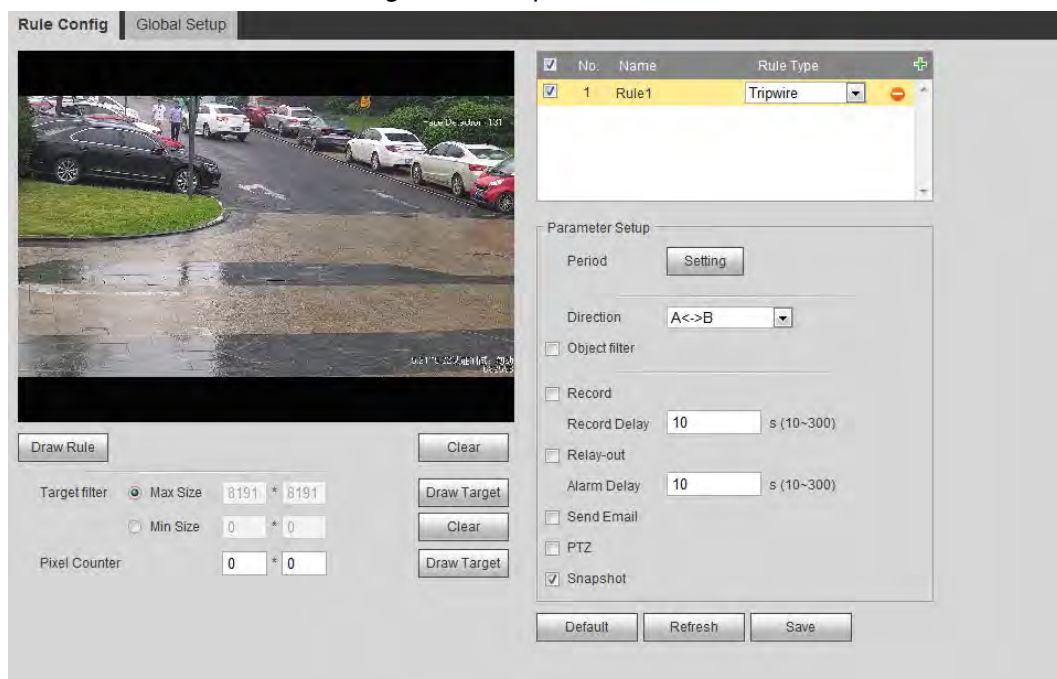 Rule Config Global Setup
No. Name Rule Type
1 Rule1 Tripwire
Parameter Setup
Period Setting
Direction A<->B
Object filter
Record
Record Delay 10 s (10~300)
Relay-out
Alarm Delay 10 s (10~300)
Send Email
PTZ
Snapshot
Default Refresh Save
Draw Rule Clear
Target filter Max Size 8191 * 8191 Draw Target
Min Size 0 * 0 Clear
Pixel Counter 0 * 0 Draw Target